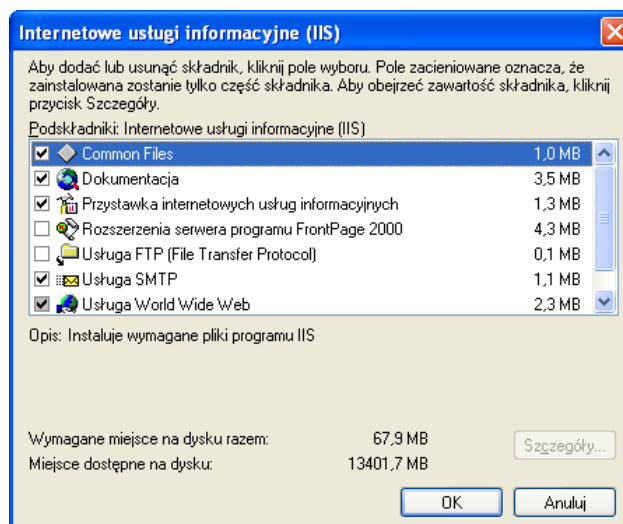 Internetowe usługi informacyjne (IIS)
Aby dodać lub usunąć składnik, kliknij pole wyboru. Pole zacieniowane oznacza, że
zainstalowana zostanie tylko część składnika. Aby obejrzeć zawartość składnika, kliknij
przycisk Szczegóły.
Podskładniki: Internetowe usługi informacyjne (IIS)
Common Files 1,0 MB
Dokumentacja 3,5 MB
Przystawka internetowych usług informacyjnych 1,3 MB
Rozszerzenia serwera programu FrontPage 2000 4,3 MB
Usługa FTP (File Transfer Protocol) 0,1 MB
Usługa SMTP 1,1 MB
Usługa World Wide Web 2,3 MB
Opis: Instaluje wymagane pliki programu IIS
Wymagane miejsce na dysku razem: 67,9 MB
Szczegóły...
Miejsce dostępne na dysku: 13401,7 MB
OK Anuluj